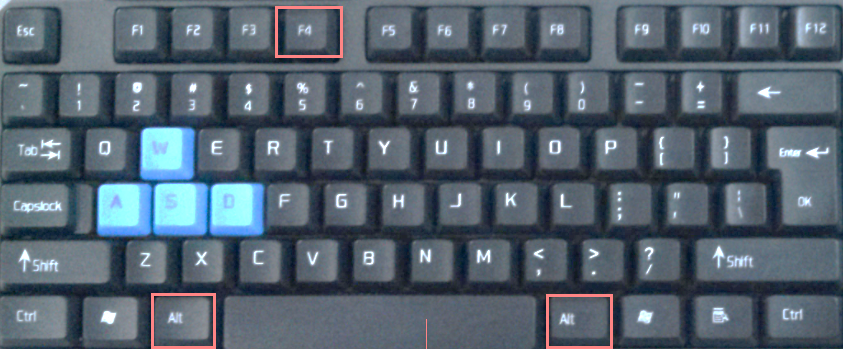 Esc F1 F2 F3 F4 F5 F6 F7 F8 F9 F10 F11 F12
~ ! @ # $ % ^ & * ( ) - +
1 2 3 4 5 6 7 8 9 0 - =
Tab Q W E R T Y U I O P { } Enter
[ ]
Capslock A S D F G H J K L : " | OK
; ' \
Shift Z X C V B N M < > ? Shift
, . /
Ctrl Alt Alt Ctrl